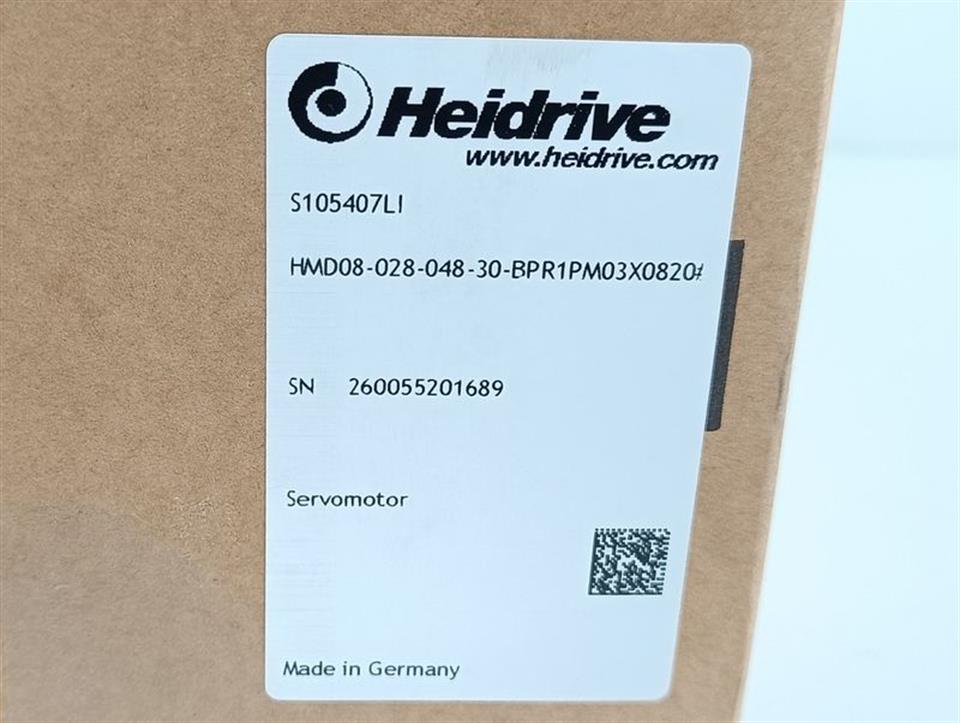 Heidrive
www.heidrive.com
S105407LI
HMD08-028-048-30-BPR1PM03X0820#
SN 260055201689
Servomotor
Made in Germany